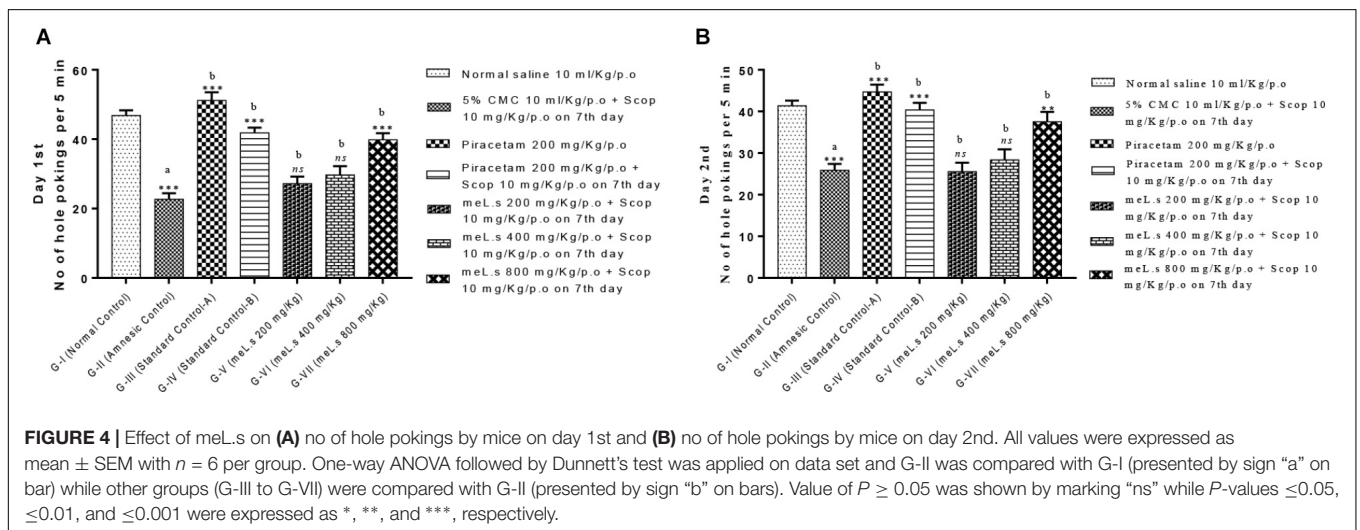 A
Day 1st
No of hole pokings per 5 min
60
40
20
0
a
***
b
***
b
***
b
ns
b
ns
b
***
G-I (Normal Control)
G-II (Amnesic Control)
G-III (Standard Control-A)
G-IV (Standard Control-B)
G-V (meL.s 200 mg/Kg)
G-VI (meL.s 400 mg/Kg)
G-VII (meL.s 800 mg/Kg)
Normal saline 10 ml/Kg/p.o
5% CMC 10 ml/Kg/p.o + Scop
10 mg/Kg/p.o on 7th day
Piracetam 200 mg/Kg/p.o
Piracetam 200 mg/Kg/p.o +
Scop 10 mg/Kg/p.o on 7th day
meL.s 200 mg/Kg/p.o + Scop
10 mg/Kg/p.o on 7th day
meL.s 400 mg/Kg/p.o + Scop
10 mg/Kg/p.o on 7th day
meL.s 800 mg/Kg/p.o + Scop
10 mg/Kg/p.o on 7th day
B
Day 2nd
No of hole pokings per 5 min
50
40
30
20
10
0
a
***
b
***
b
***
b
ns
b
ns
b
**
G-I (Normal Control)
G-II (Amnesic Control)
G-III (Standard Control-A)
G-IV (Standard Control-B)
G-V (meL.s 200 mg/Kg)
G-VI (meL.s 400 mg/Kg)
G-VII (meL.s 800 mg/Kg)
Normal saline 10 ml/Kg/p.o
5% CMC 10 ml/Kg/p.o + Scop 10
mg/Kg/p.o on 7th day
Piracetam 200 mg/Kg/p.o
Piracetam 200 mg/Kg/p.o + Scop
10 mg/Kg/p.o on 7th day
meL.s 200 mg/Kg/p.o + Scop 10
mg/Kg/p.o on 7th day
meL.s 400 mg/Kg/p.o + Scop 10
mg/Kg/p.o on 7th day
meL.s 800 mg/Kg/p.o + Scop 10
mg/Kg/p.o on 7th day
FIGURE 4 | Effect of meL.s on (A) no of hole pokings by mice on day 1st and (B) no of hole pokings by mice on day 2nd. All values were expressed as
mean ± SEM with n = 6 per group. One-way ANOVA followed by Dunnett's test was applied on data set and G-II was compared with G-I (presented by sign "a" on
bar) while other groups (G-III to G-VII) were compared with G-II (presented by sign "b" on bars). Value of P ≥ 0.05 was shown by marking "ns" while P-values ≤0.05,
≤0.01, and ≤0.001 were expressed as *, **, and ***, respectively.